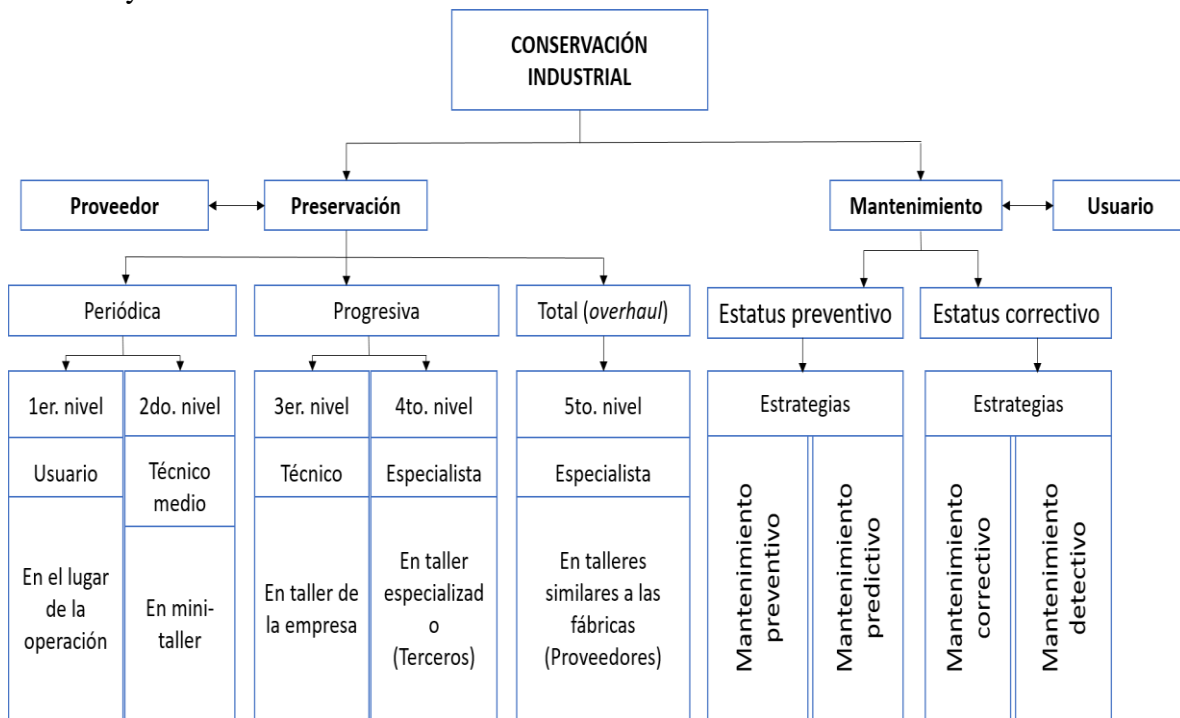 CONSERVACIÓN
INDUSTRIAL
Proveedor
Preservación
Mantenimiento
Usuario
Periódica
Progresiva
Total (overhaul)
Estatus preventivo
Estatus correctivo
1er. nivel
2do. nivel
3er. nivel
4to. nivel
5to. nivel
Estrategias
Estrategias
Usuario
Técnico
medio
Técnico
Especialista
Especialista
En el lugar
de la
operación
En mini-
taller
En taller de
la empresa
En taller
especializad
o
(Terceros)
En talleres
similares a las
fábricas
(Proveedores)
Mantenimiento
preventivo
Mantenimiento
predictivo
Mantenimiento
correctivo
Mantenimiento
detectivo